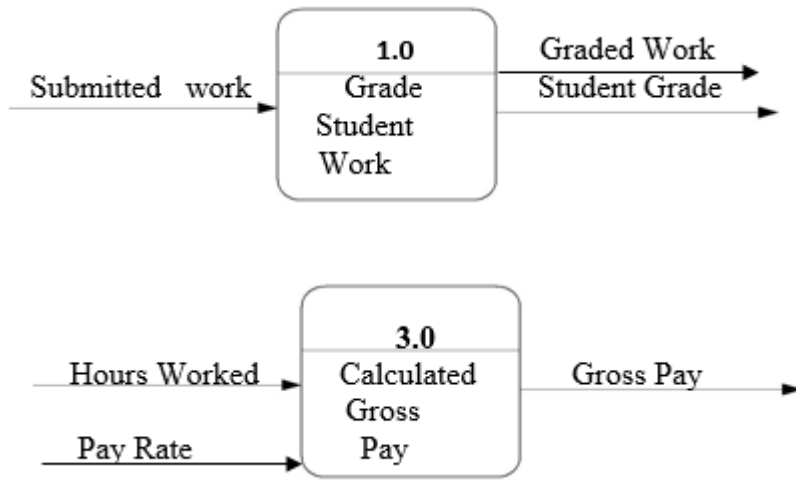 1.0
Graded Work
Submitted work
Grade
Student Grade
Student
Work
3.0
Hours Worked
Calculated
Gross Pay
Gross
Pay Rate
Pay